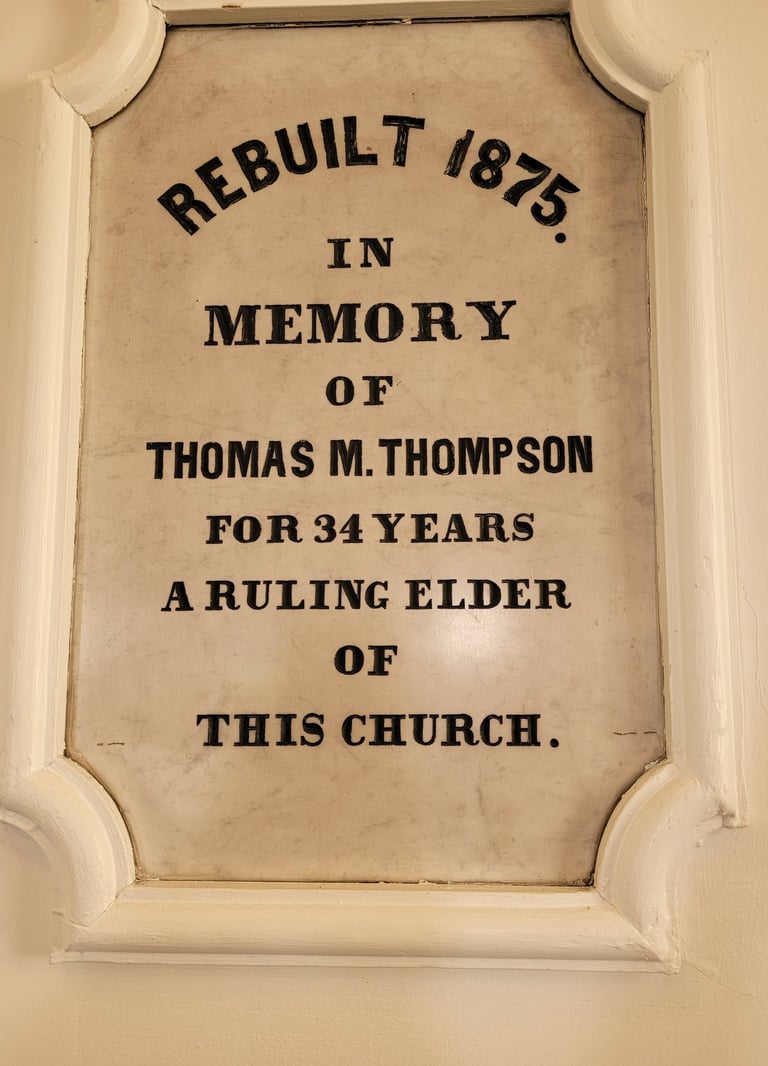 REBUILT 1875.
IN
MEMORY
OF
THOMAS M. THOMPSON
FOR 34 YEARS
A RULING ELDER
OF
THIS CHURCH.